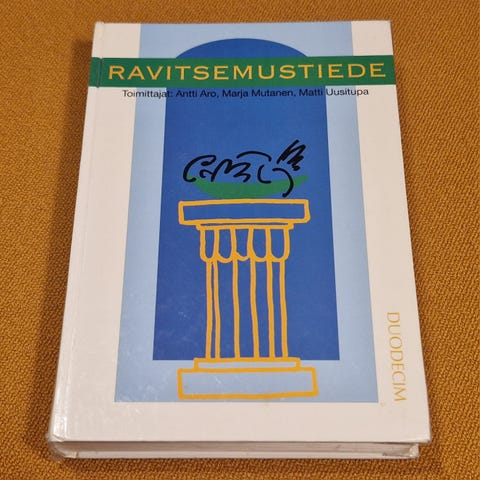 RAVITSEMUSTIEDE
Toimittajat: Antti Aro, Marja Mutanen, Matti Uusitupa
DUODECIM